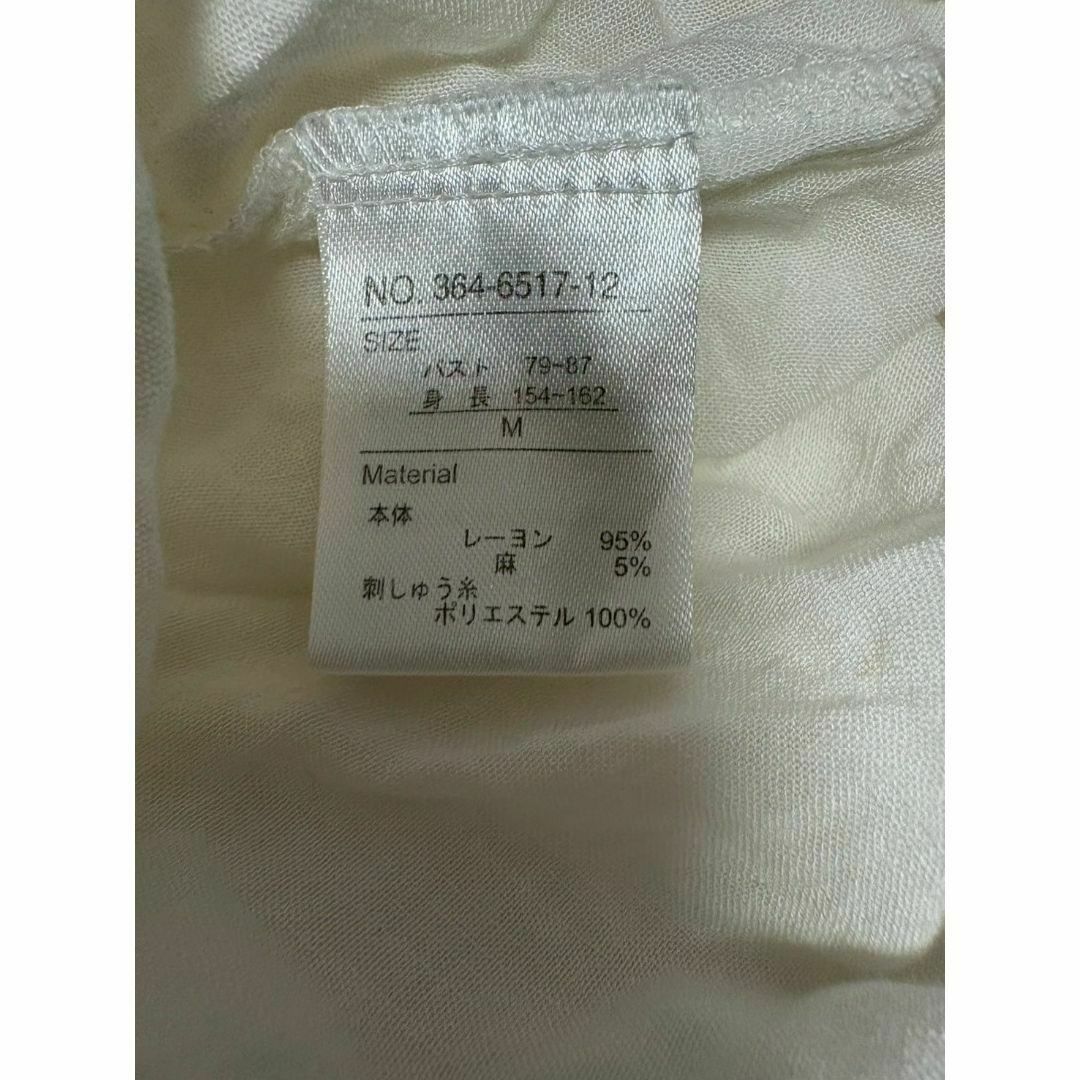 NO. 364-6517-12
SIZE
バスト 79~87
身 長 154~162
M
Material
本体
レーヨン 95%
麻 5%
刺しゅう糸
ポリエステル 100%